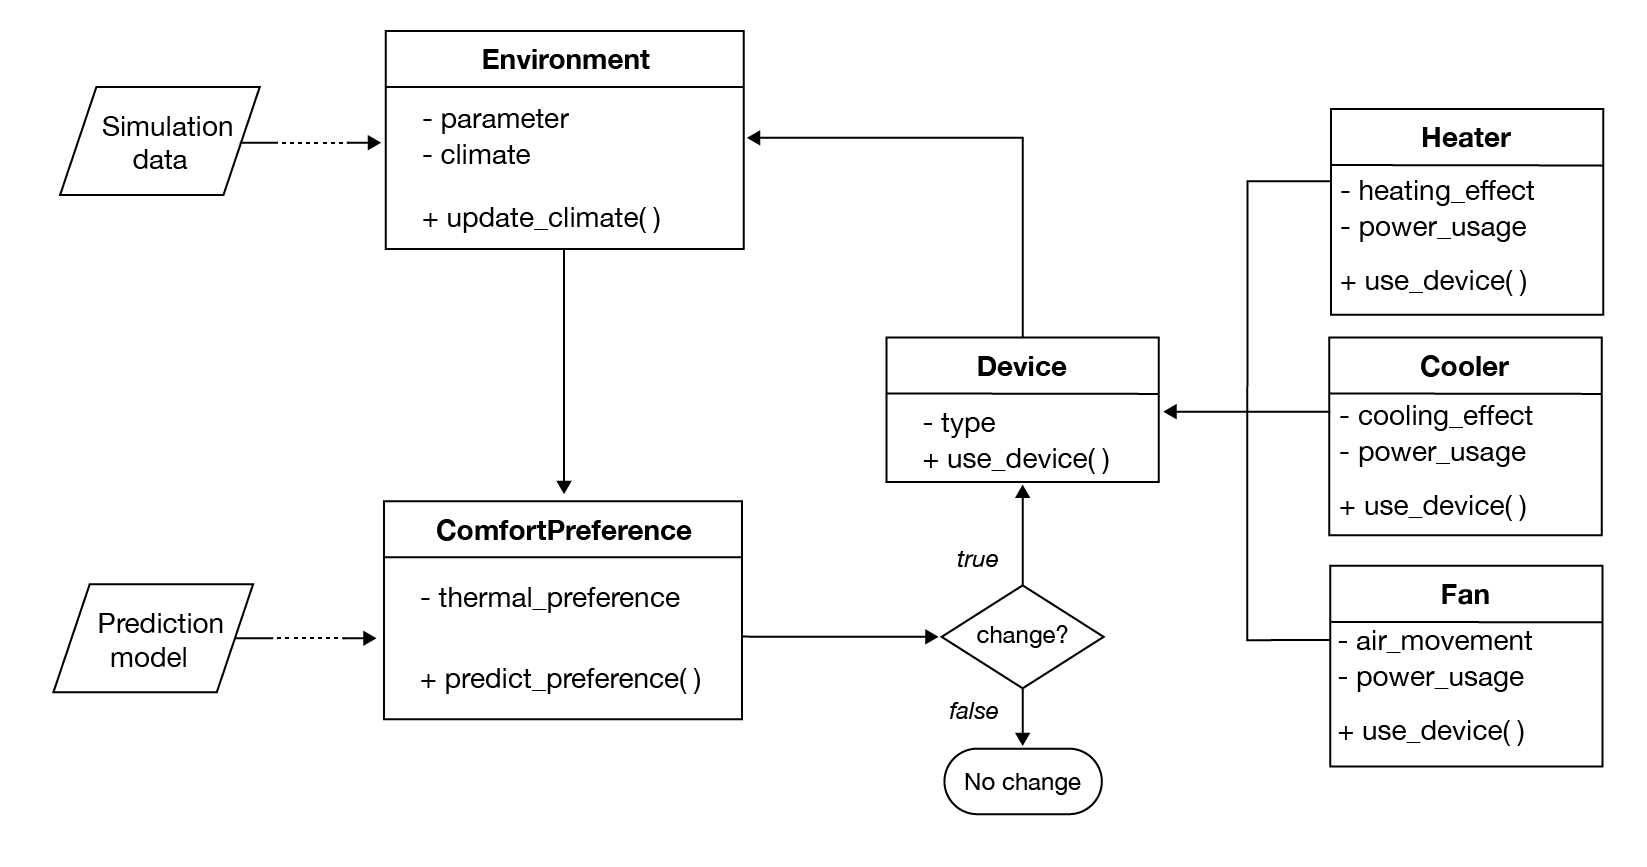 Simulation
data
Environment
- parameter
- climate
+ update_climate( )
Prediction
model
ComfortPreference
- thermal_preference
+ predict_preference( )
Device
- type
+ use_device( )
true
change?
false
No change
Heater
- heating_effect
- power_usage
+ use_device( )
Cooler
- cooling_effect
- power_usage
+ use_device( )
Fan
- air_movement
- power_usage
+ use_device( )